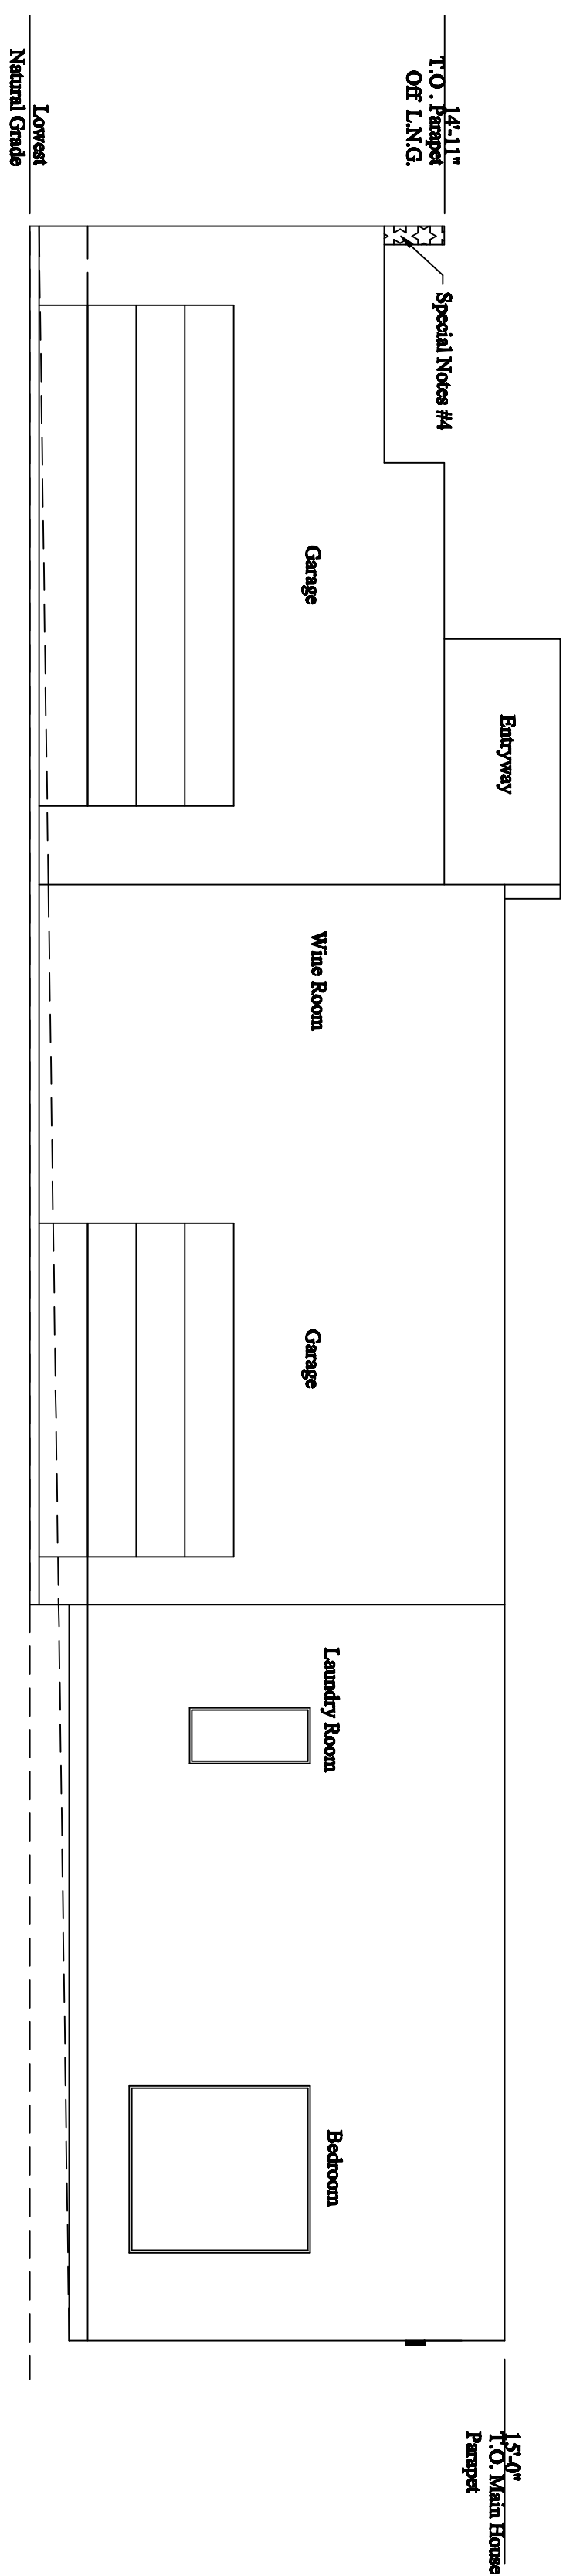 14'-11"
T.O . Parapet
Off L.N.G.
Lowest
Natural Grade
Special Notes #4
Garage
Entryway
Wine Room
Garage
Laundry Room
Bedroom
15'-0"
T.O. Main House
Parapet